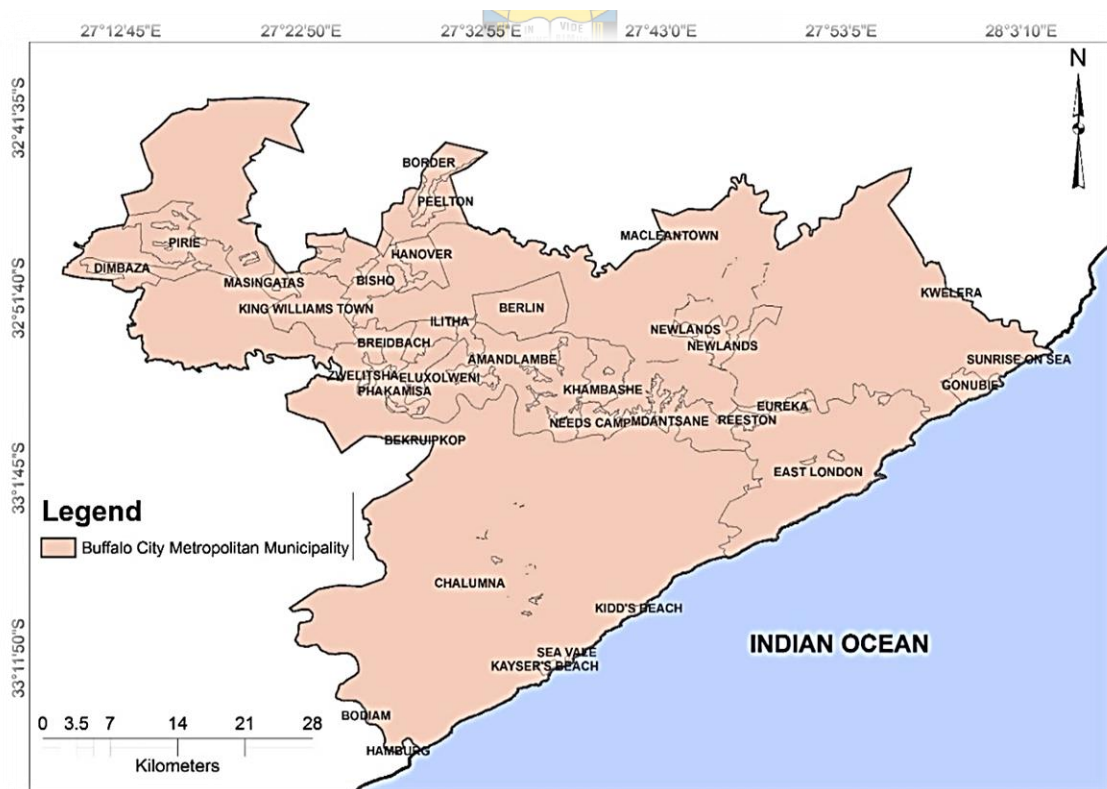 IN VIDE
27°12'45"E 27°22'50"E 27°32'55"E 27°43'0"E 27°53'5"E 28°3'10"E
N
32°41'35"S
BORDER
PEELTON
MACLEANTOWN
PIRIE
HANOVER
DIMBAZA
MASINGATAS
BISHO
32°51'40"S
KWELERA
KING WILLIAMS TOWN
BERLIN
ILITHA
NEWLANDS
BREIDBACH
NEWLANDS
AMANDLAMBE
SUNRISE ON SEA
ZWELITSHA
ELUXOLWENI
GONUBIE
PHAKAMISA
KHAMBASHE
EUREKA
NEEDS CAMP
MDANTSANE
REESTON
BEKRUIPKOP
33°1'45"S
EAST LONDON
Legend
Buffalo City Metropolitan Municipality
CHALUMNA
KIDD'S BEACH
33°11'50"S
INDIAN OCEAN
SEA VALE
KAYSER'S BEACH
BODIAM
0 3.5 7 14 21 28
HAMBURG
Kilometers